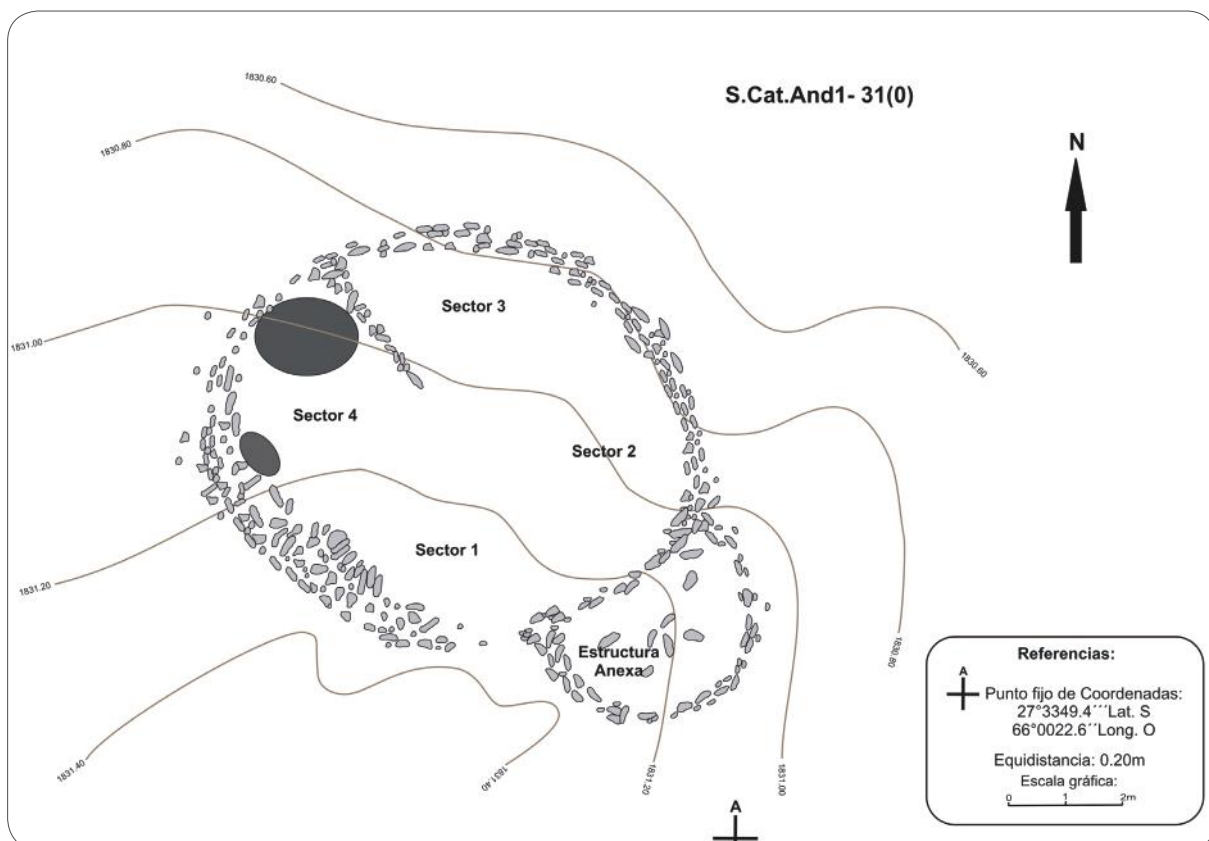 S.Cat.And1- 31(0)
N
1830.60
1830.80
1831.00
1831.20
1831.40
Sector 3
Sector 4
Sector 2
Sector 1
Estructura
Anexa
1830.60
1830.80
1831.00
1831.20
1831.40
A
Referencias:
A
Punto fijo de Coordenadas:
27°3349.4´´´Lat. S
66°0022.6´´Long. O
Equidistancia: 0.20m
Escala gráfica:
0 1 2m